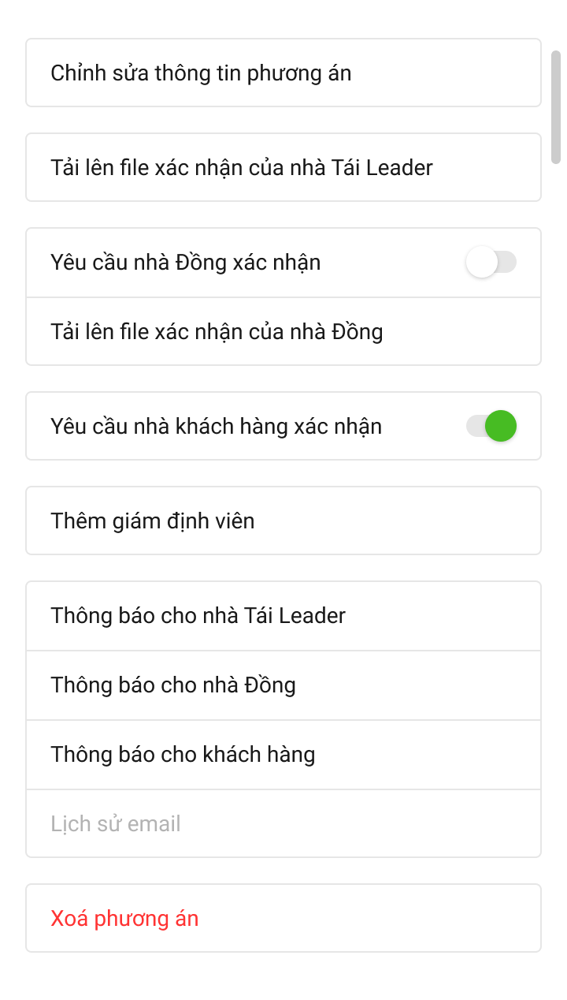 Chỉnh sửa thông tin phương án
Tải lên file xác nhận của nhà Tái Leader
Yêu cầu nhà Đồng xác nhận
Tải lên file xác nhận của nhà Đồng
Yêu cầu nhà khách hàng xác nhận
Thêm giám định viên
Thông báo cho nhà Tái Leader
Thông báo cho nhà Đồng
Thông báo cho khách hàng
Lịch sử email
Xoá phương án